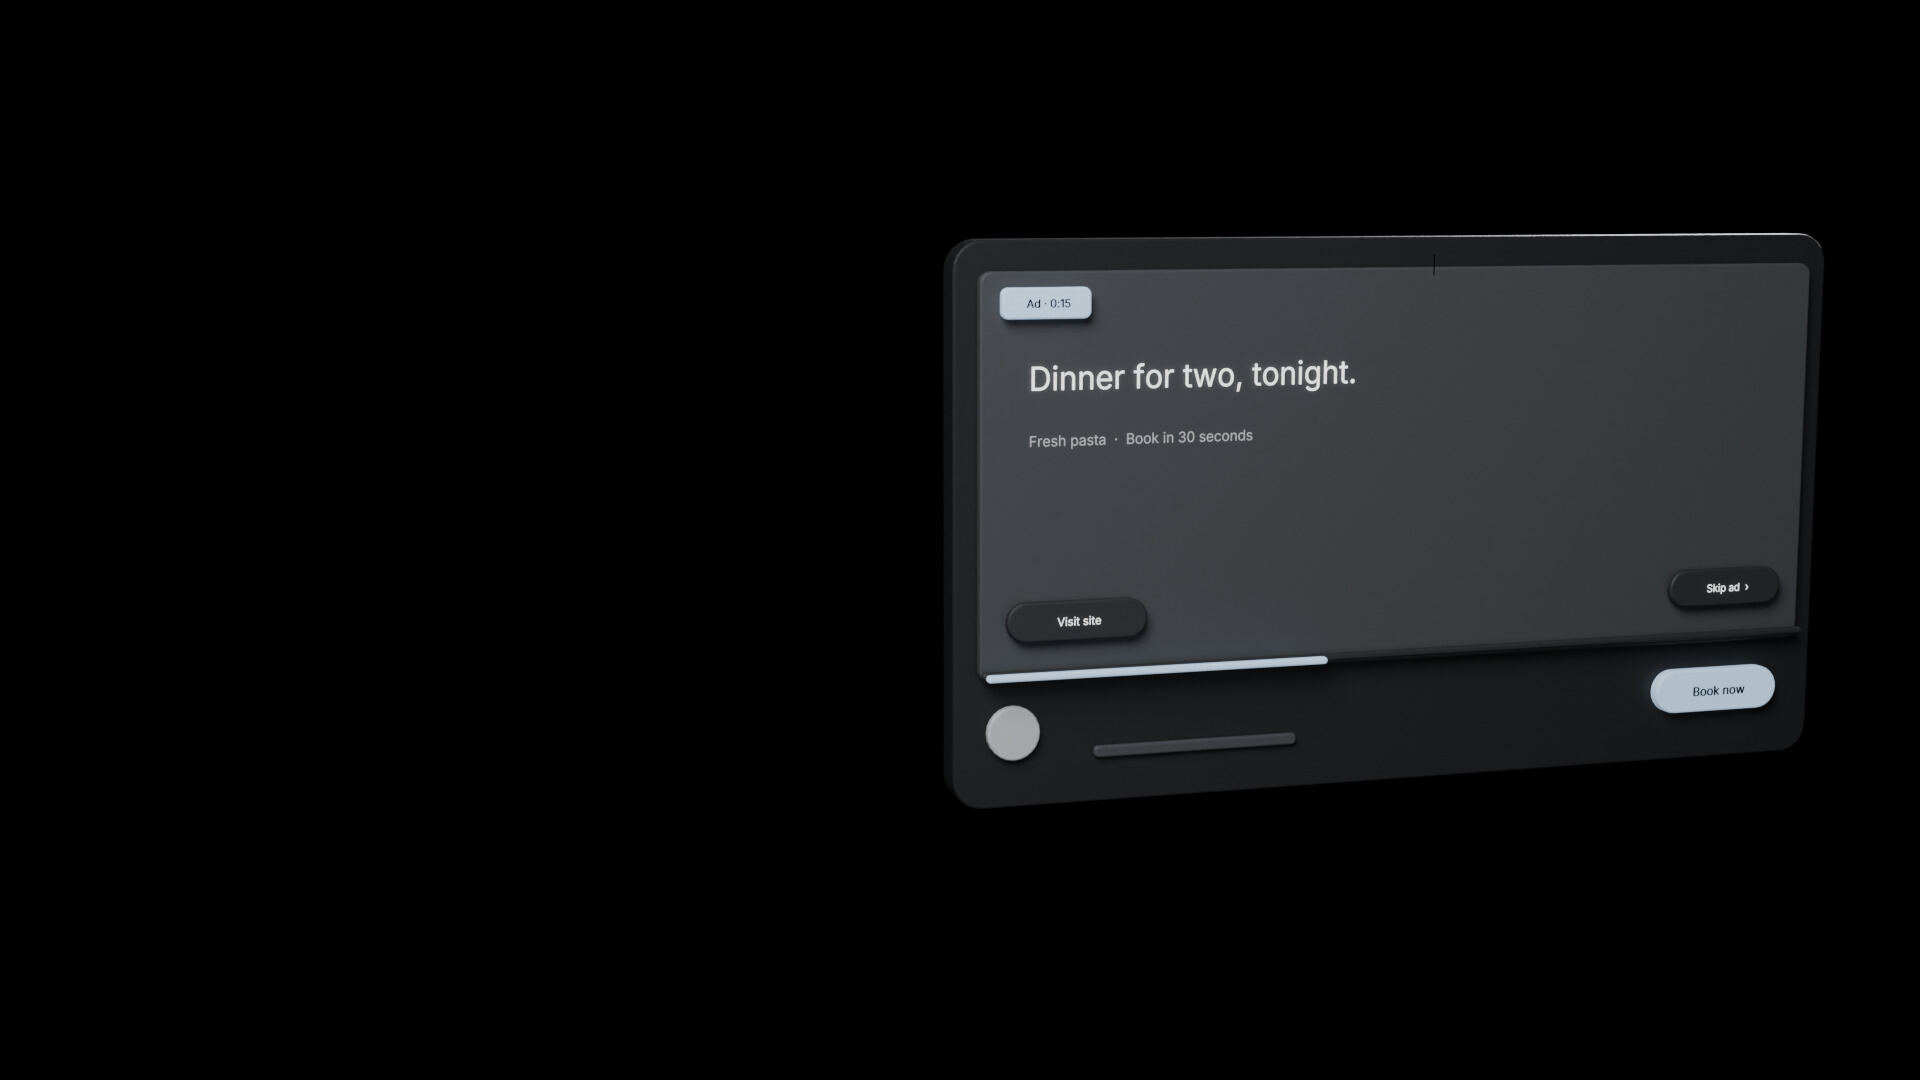 Ad · 0:15
Dinner for two, tonight.
Fresh pasta · Book in 30 seconds
Visit site
Skip ad ›
Book now